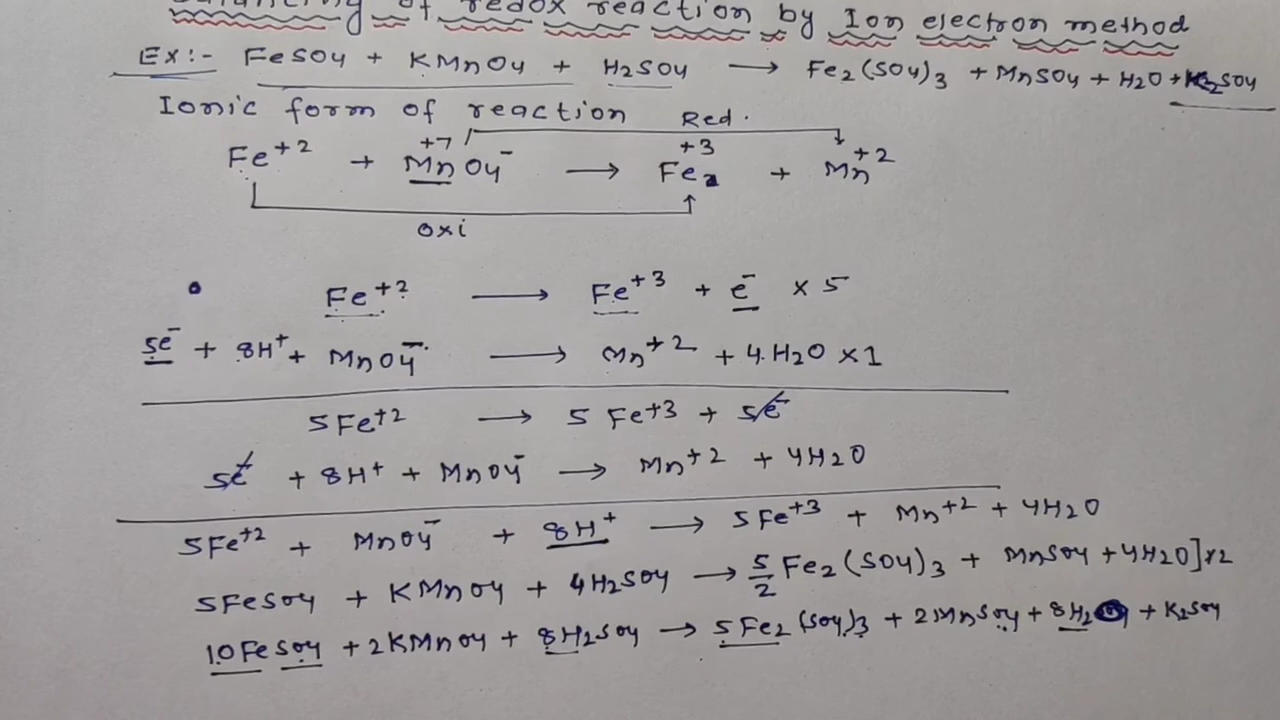 of redox reaction by Ion electron method
Ex:- FeSO4 + KMnO4 + H2SO4 → Fe2(SO4)3 + MnSO4 + H2O + K2SO4
Ionic form of reaction Red.
+7 +3
Fe+2 + MnO4- → Fe2 + Mn+2
oxi
Fe+2 → Fe+3 + e- × 5
5e- + 8H+ + MnO4- → Mn+2 + 4H2O × 1
5Fe+2 → 5Fe+3 + 5e-
5e- + 8H+ + MnO4- → Mn+2 + 4H2O
5Fe+2 + MnO4- + 8H+ → 5Fe+3 + Mn+2 + 4H2O
5FeSO4 + KMnO4 + 4H2SO4 → 5/2 Fe2(SO4)3 + MnSO4 + 4H2O]×2
10FeSO4 + 2KMnO4 + 8H2SO4 → 5Fe2(SO4)3 + 2MnSO4 + 8H2O + K2SO4